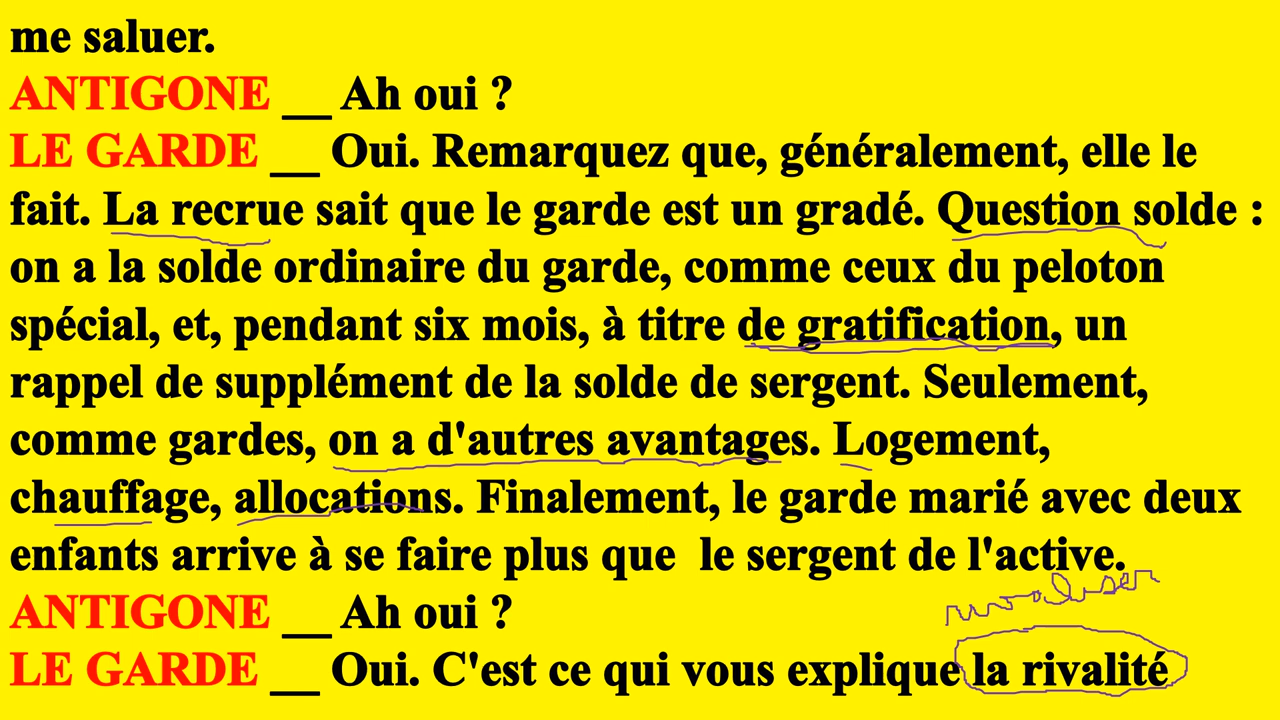 me saluer.
ANTIGONE __ Ah oui ?
LE GARDE __ Oui. Remarquez que, généralement, elle le
fait. La recrue sait que le garde est un gradé. Question solde :
on a la solde ordinaire du garde, comme ceux du peloton
spécial, et, pendant six mois, à titre de gratification, un
rappel de supplément de la solde de sergent. Seulement,
comme gardes, on a d'autres avantages. Logement,
chauffage, allocations. Finalement, le garde marié avec deux
enfants arrive à se faire plus que  le sergent de l'active.
ANTIGONE __ Ah oui ?
LE GARDE __ Oui. C'est ce qui vous explique la rivalité